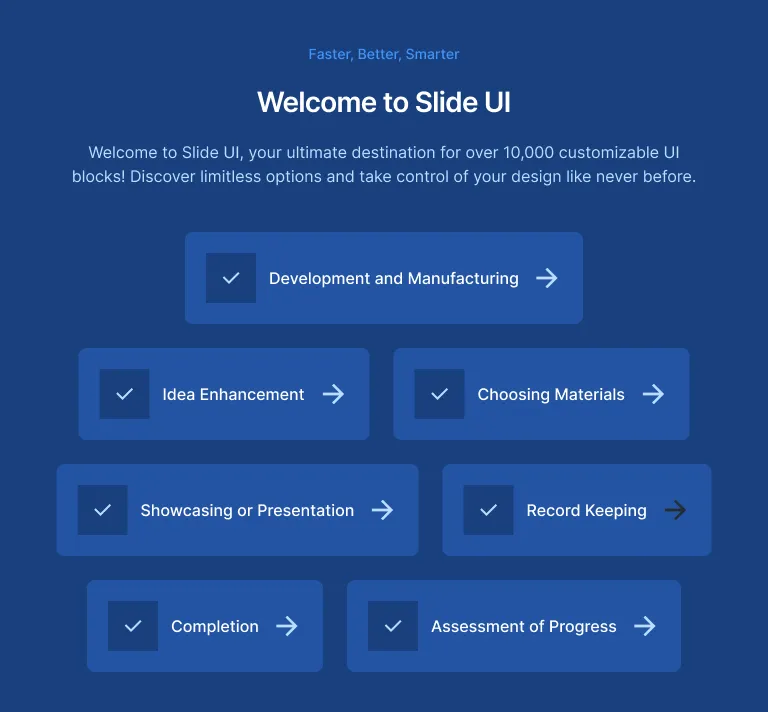 Faster, Better, Smarter
Welcome to Slide UI
Welcome to Slide UI, your ultimate destination for over 10,000 customizable UI
blocks! Discover limitless options and take control of your design like never before.
Development and Manufacturing
Idea Enhancement
Choosing Materials
Showcasing or Presentation
Record Keeping
Completion
Assessment of Progress